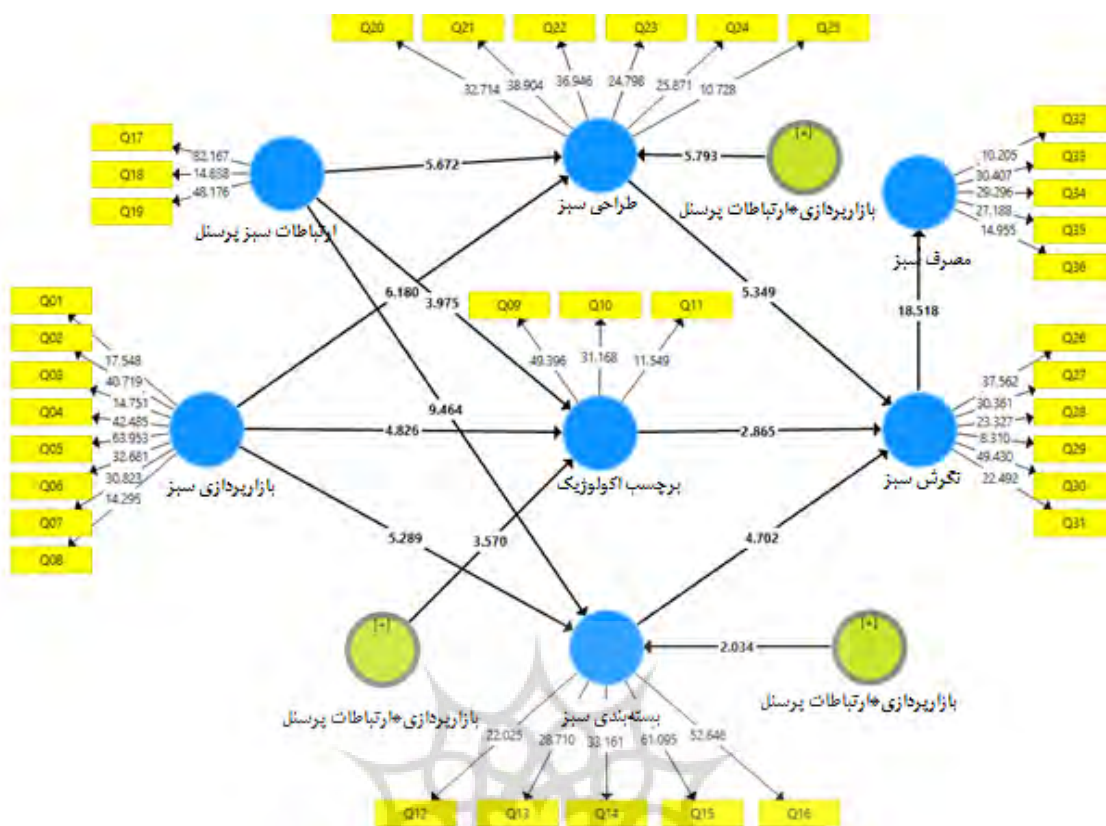 Q20 Q21 Q22 Q23 Q24 Q25
32.714 38.904 36.946 24.798 25.871 10.728
Q17
Q18
Q19
82.167
14.838
48.176
ارتباطات سبز پرسنل
5.672
طراحی سبز
5.793
[+]
بازارپردازی*ارتباطات پرسنل
Q32
Q33
Q34
Q35
Q36
10.205
30.407
29.296
27.188
14.955
مصرف سبز
6.180
3.975
5.349
18.518
Q01
Q02
Q03
Q04
Q05
Q06
Q07
Q08
17.548
40.719
14.751
42.485
63.953
32.681
30.823
14.295
بازارپردازی سبز
Q09 Q10 Q11
49.396 31.168 11.549
9.464
4.826
برچسب اکولوژیک
2.865
نگرش سبز
Q26
Q27
Q28
Q29
Q30
Q31
37.562
30.361
23.327
8.310
49.430
22.492
5.289
3.570
4.702
[+]
بازارپردازی*ارتباطات پرسنل
بسته‌بندی سبز
2.034
[+]
بازارپردازی*ارتباطات پرسنل
22.025 28.710 33.161 61.095 52.646
Q12 Q13 Q14 Q15 Q16